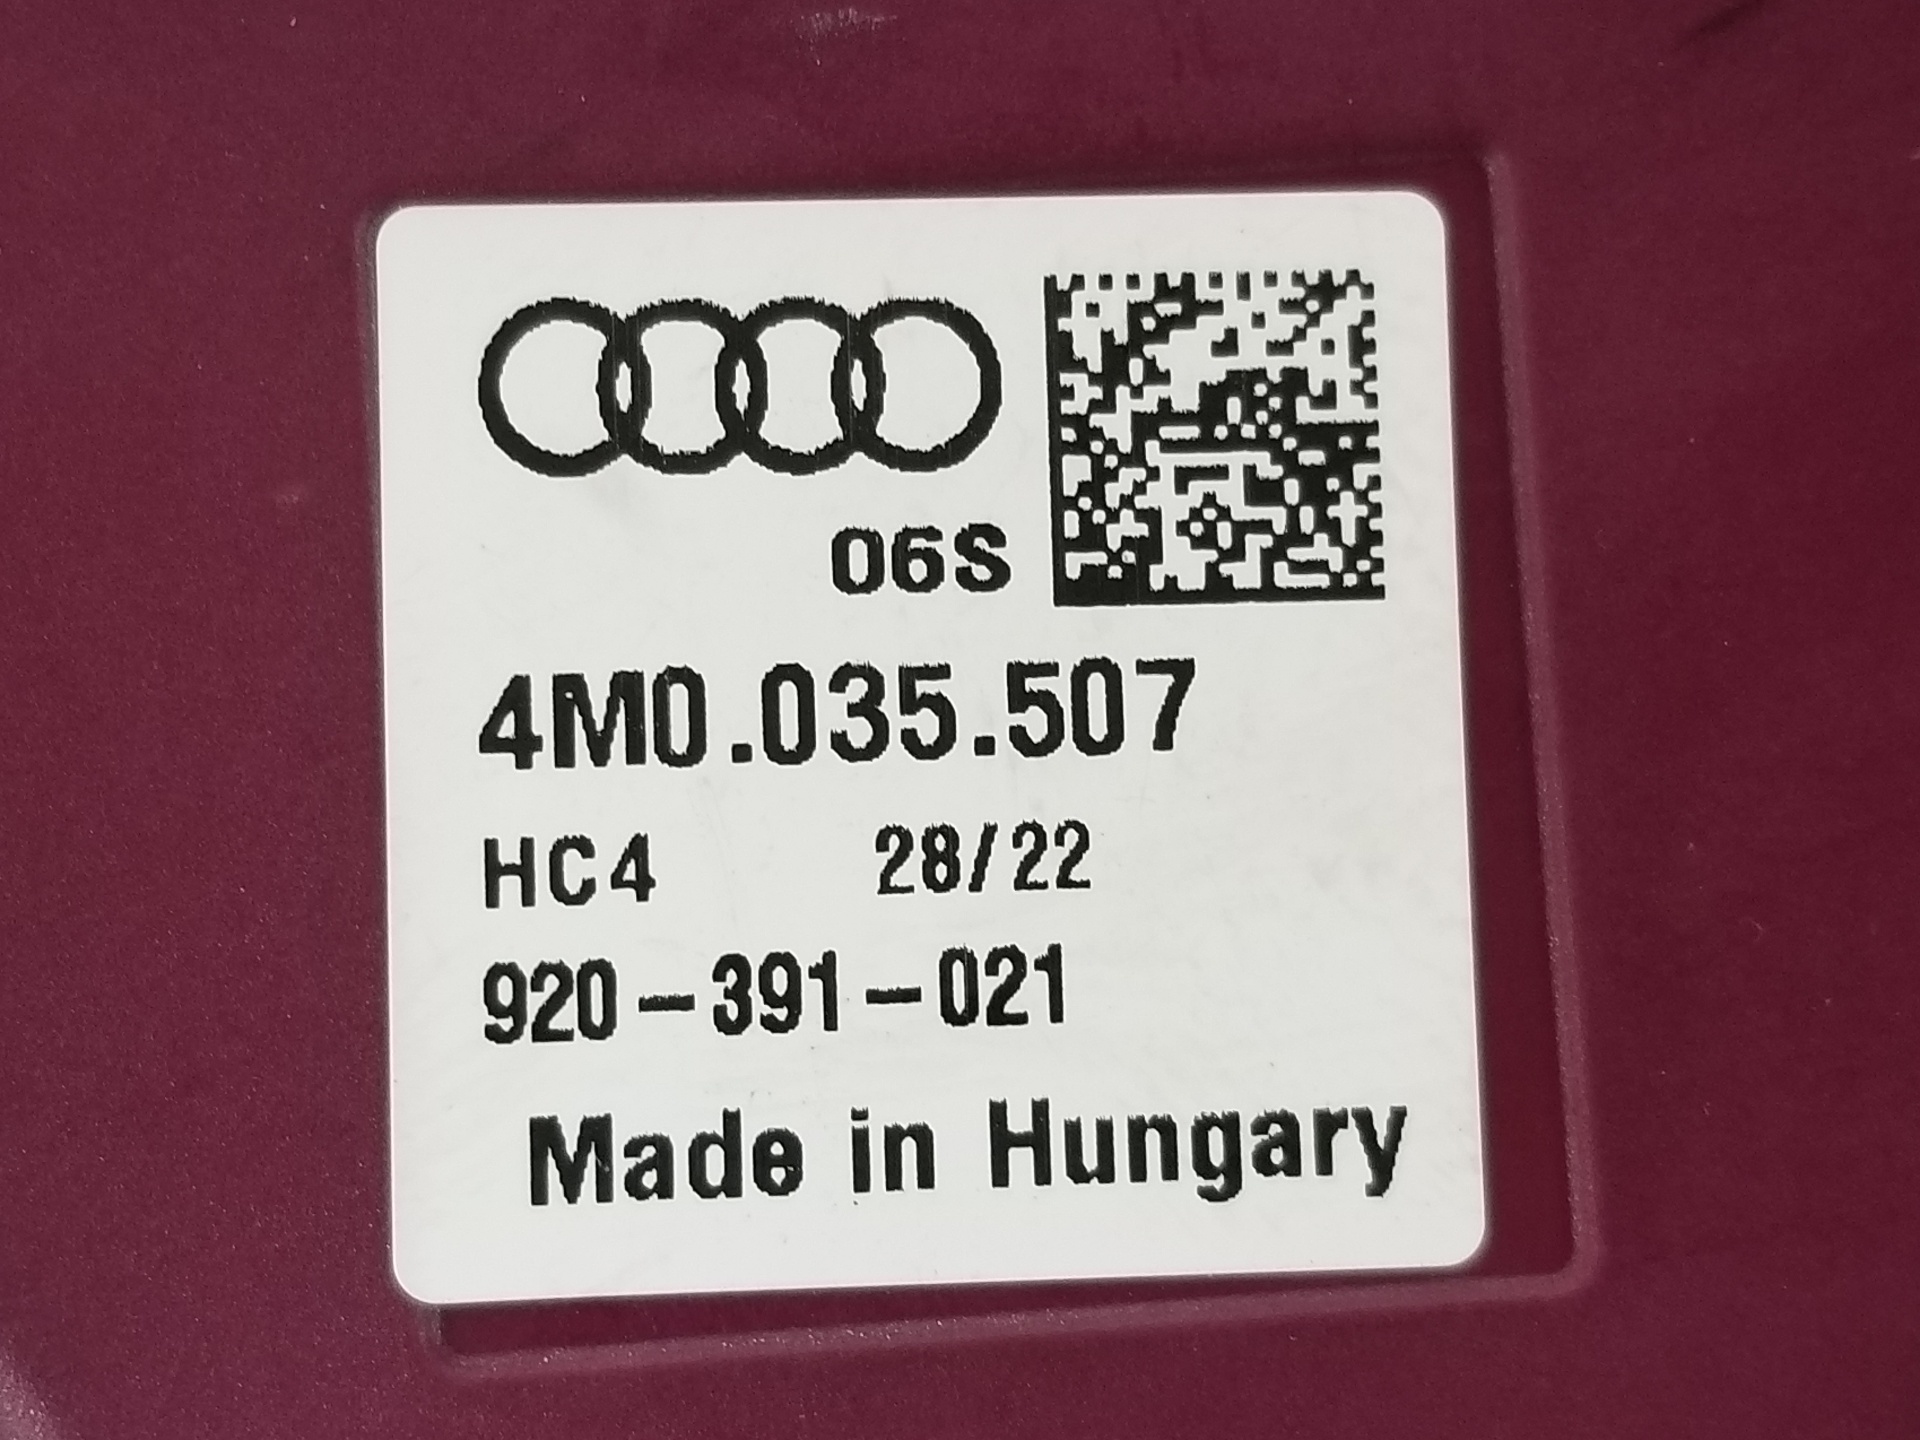 06S
4M0.035.507
HC4 28/22
920-391-021
Made in Hungary